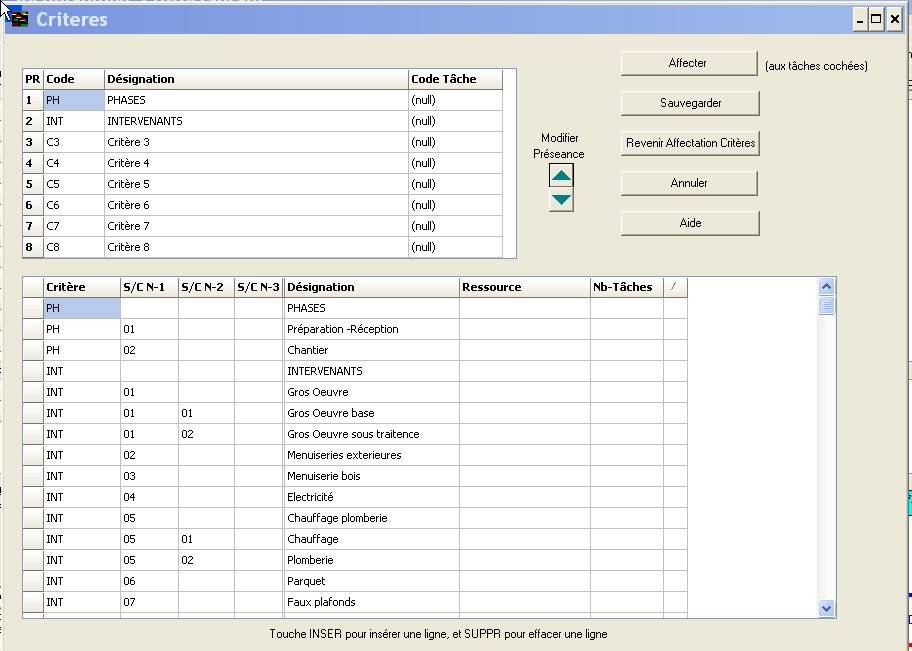 Criteres
PR Code Désignation Code Tâche
1 PH PHASES (null)
2 INT INTERVENANTS (null)
3 C3 Critère 3 (null)
4 C4 Critère 4 (null)
5 C5 Critère 5 (null)
6 C6 Critère 6 (null)
7 C7 Critère 7 (null)
8 C8 Critère 8 (null)
Modifier
Préseance
Affecter (aux tâches cochées)
Sauvegarder
Revenir Affectation Critères
Annuler
Aide
Critère S/C N-1 S/C N-2 S/C N-3 Désignation Ressource Nb-Tâches /
PH PHASES
PH 01 Préparation -Réception
PH 02 Chantier
INT INTERVENANTS
INT 01 Gros Oeuvre
INT 01 01 Gros Oeuvre base
INT 01 02 Gros Oeuvre sous traitence
INT 02 Menuiseries exterieures
INT 03 Menuiserie bois
INT 04 Electricité
INT 05 Chauffage plomberie
INT 05 01 Chauffage
INT 05 02 Plomberie
INT 06 Parquet
INT 07 Faux plafonds
Touche INSER pour insérer une ligne, et SUPPR pour effacer une ligne